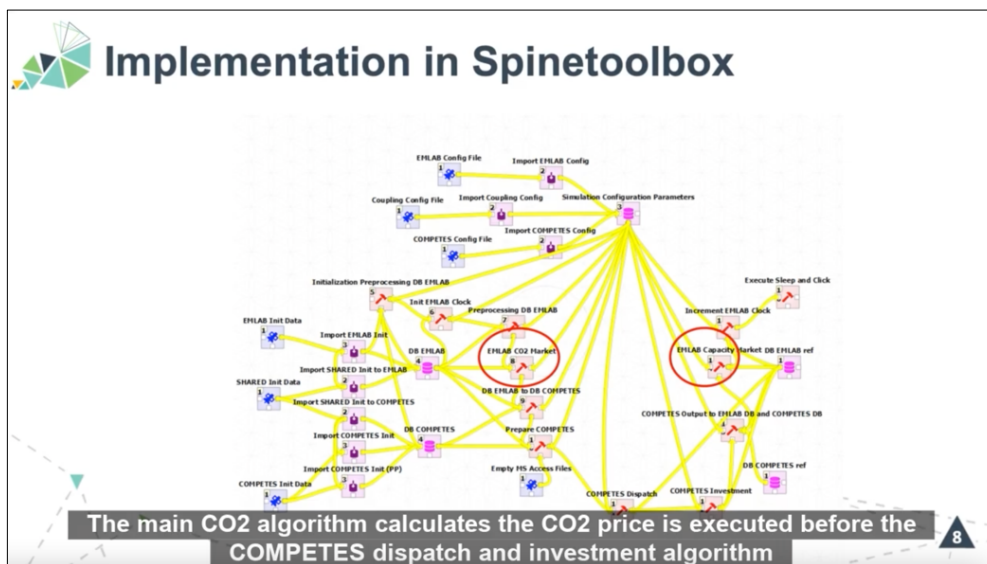 Implementation in Spinetoolbox
EMLAB Config File
Import EMLAB Config
Coupling Config File
Import Coupling Config
Simulation Configuration Parameters
COMPETES Config File
Import COMPETES Config
Initialization Preprocessing DB EMLAB
Execute Sleep and Click
Init EMLAB Clock
Preprocessing DB EMLAB
Increment EMLAB Clock
EMLAB Init Data
Import EMLAB Init
DB EMLAB
EMLAB CO2 Market
EMLAB Capacity Market
DB EMLAB ref
Import SHARED Init to EMLAB
SHARED Init Data
Import SHARED Init to COMPETES
DB EMLAB to DB COMPETES
COMPETES Output to EMLAB DB and COMPETES DB
Import COMPETES Init
DB COMPETES
Prepare COMPETES
Import COMPETES Init (PP)
Empty MS Access Files
DB COMPETES ref
COMPETES Init Data
COMPETES Dispatch
COMPETES Investment
The main CO2 algorithm calculates the CO2 price is executed before the
COMPETES dispatch and investment algorithm
8